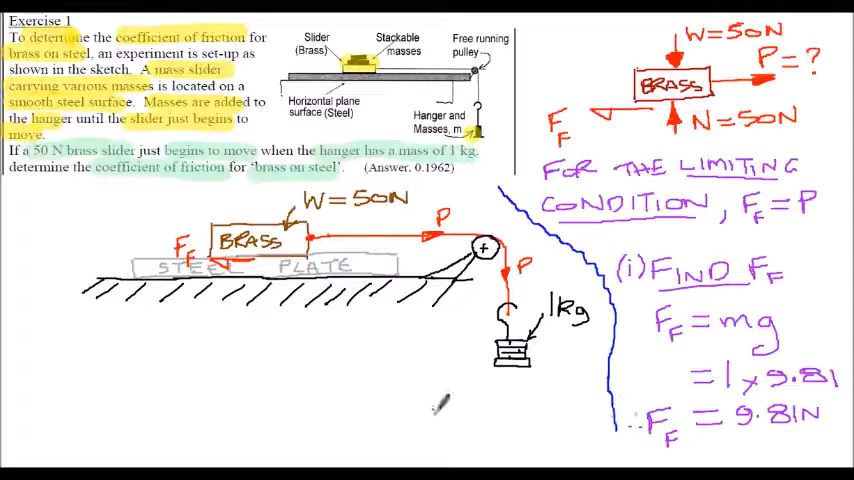 Exercise 1
To determine the coefficient of friction for
brass on steel, an experiment is set-up as
shown in the sketch. A mass slider
carrying various masses is located on a
smooth steel surface. Masses are added to
the hanger until the slider just begins to
move.
If a 50 N brass slider just begins to move when the hanger has a mass of 1 kg,
determine the coefficient of friction for 'brass on steel'. (Answer, 0.1962)
Slider
(Brass)
Stackable
masses
Free running
pulley
Horizontal plane
surface (Steel)
Hanger and
Masses, m
W = 50N
BRASS
P = ?
FF
N = 50N
FOR THE LIMITING
CONDITION, FF = P
W = 50N
BRASS
FF
P
+
P
STEEL PLATE
1kg
(i) FIND FF
FF = mg
= 1 x 9.81
∴ FF = 9.81N